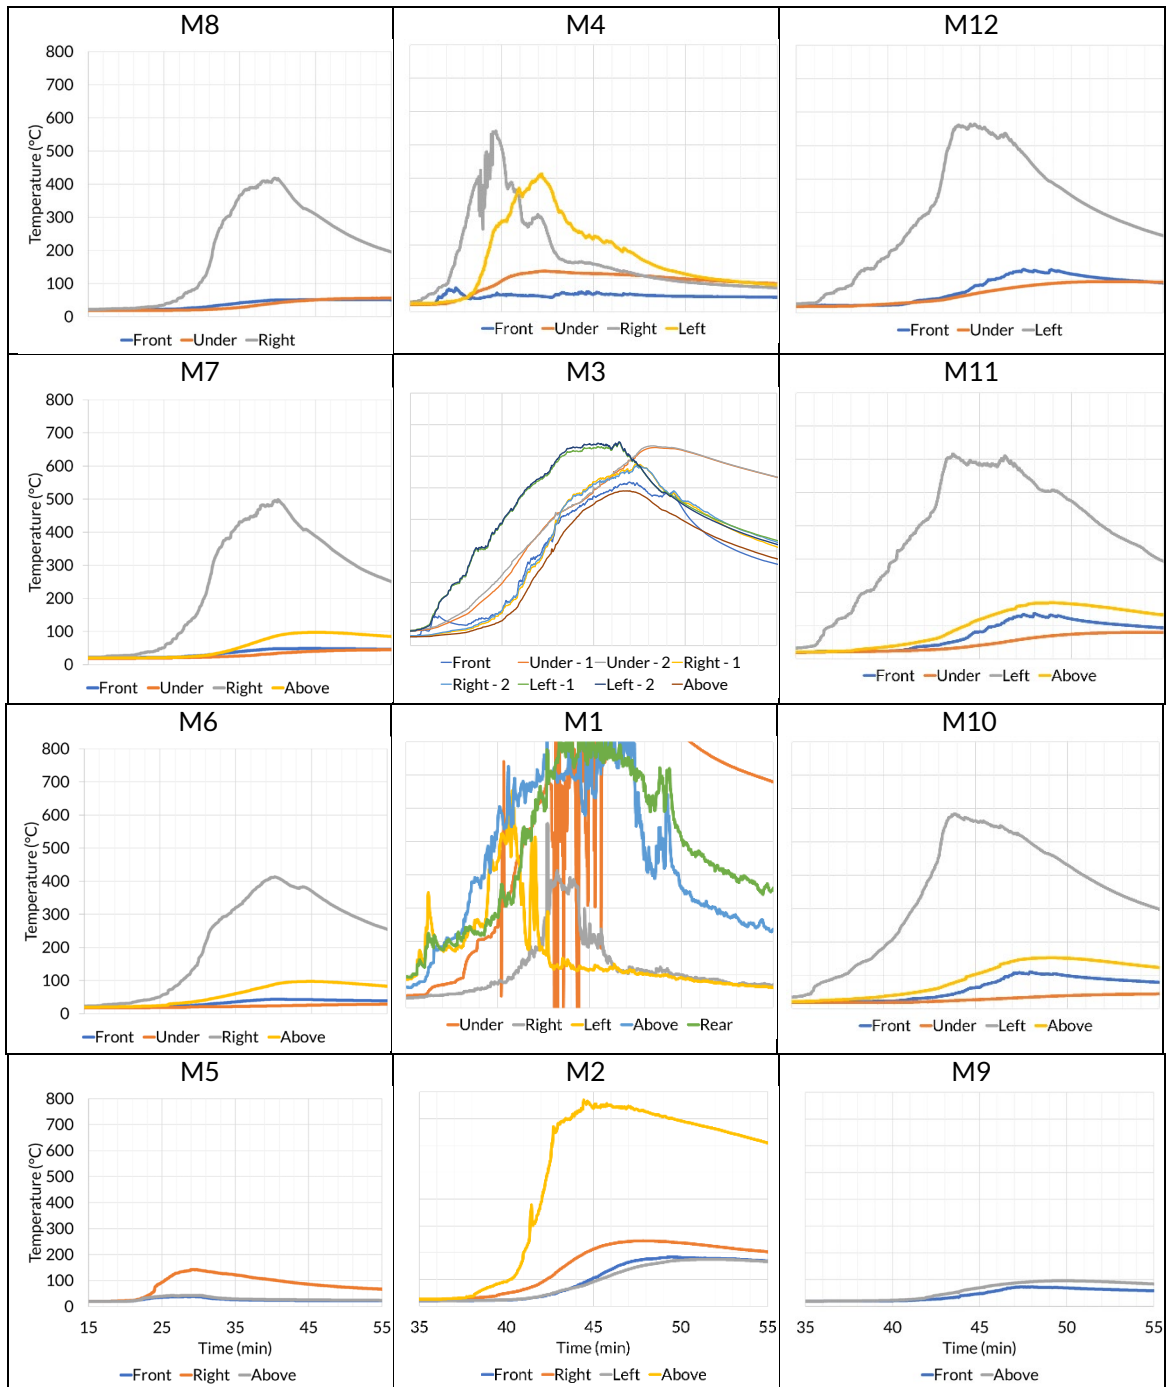 M8
M4
M12
Temperature (°C)
800
700
600
500
400
300
200
100
0
Front Under Right
Front Under Right Left
Front Under Left
M7
M3
M11
Temperature (°C)
800
700
600
500
400
300
200
100
0
Front Under Right Above
Front Under - 1 Under - 2 Right - 1
Right - 2 Left -1 Left - 2 Above
Front Under Left Above
M6
M1
M10
Temperature (°C)
800
700
600
500
400
300
200
100
0
Front Under Right Above
Under Right Left Above Rear
Front Under Left Above
M5
M2
M9
Temperature (°C)
800
700
600
500
400
300
200
100
0
15 25 35 45 55
Time (min)
Front Right Above
35 40 45 50 55
Time (min)
Front Right Left Above
35 40 45 50 55
Time (min)
Front Above